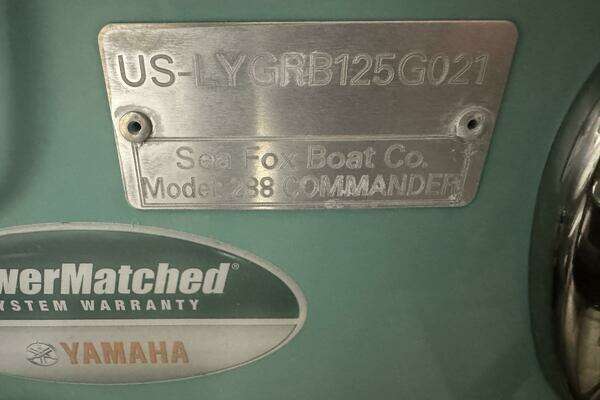 US-LYGRB125G021
Sea Fox Boat Co.
Model: 288 COMMANDER
werMatched®
YSTEM WARRANTY
YAMAHA